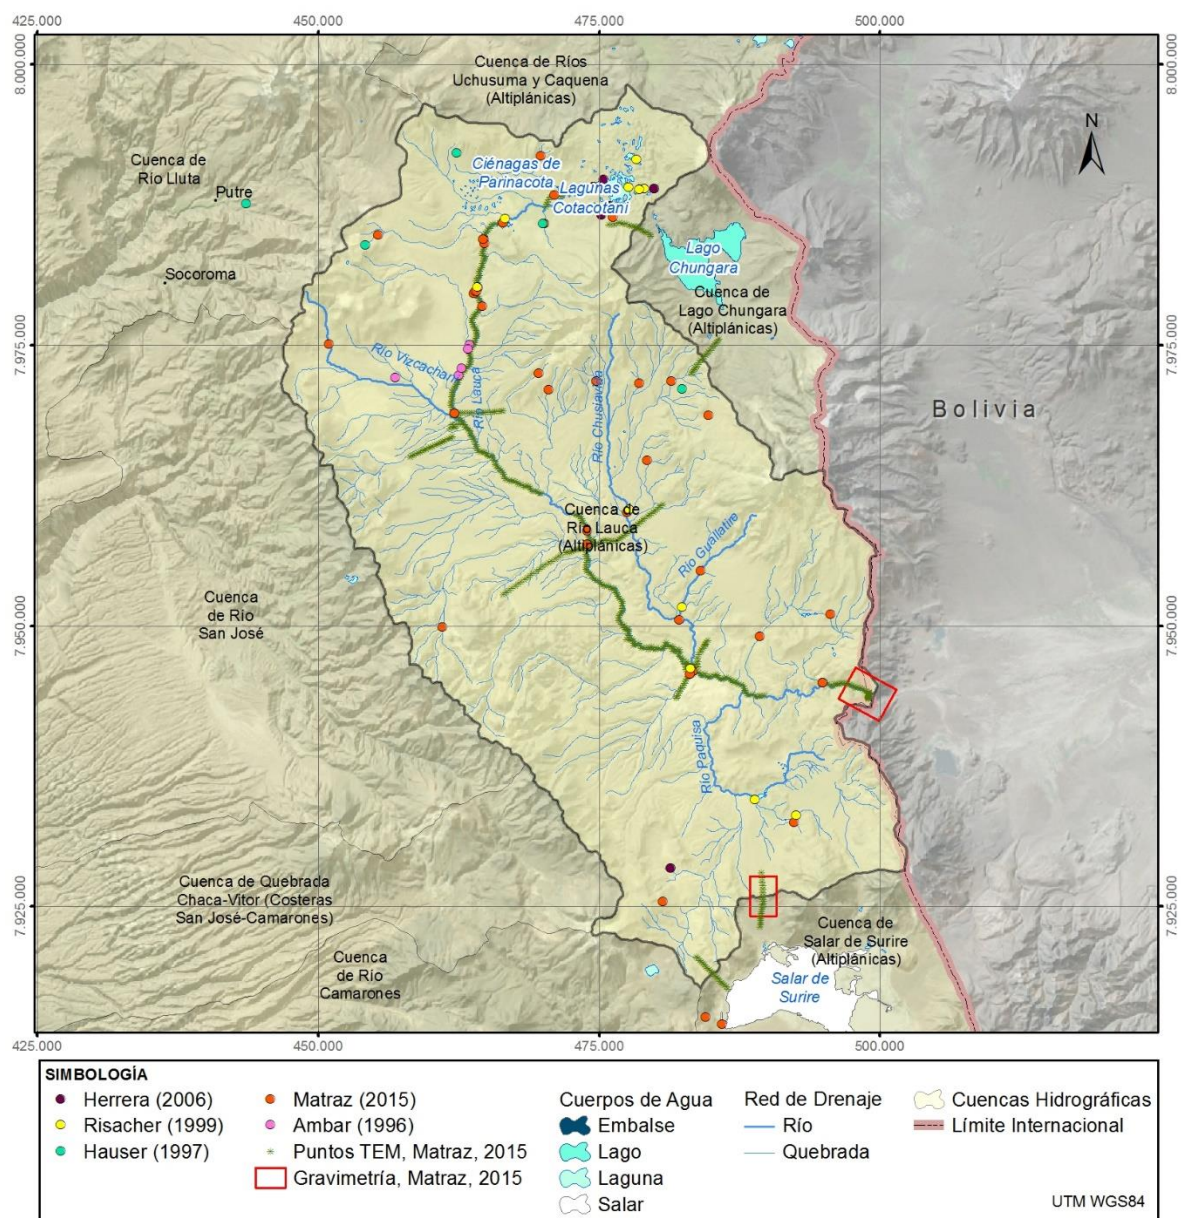 425.000
450.000
475.000
500.000
8.000.000
8.000.000
Cuenca de Ríos
Uchusuma y Caquena
(Altiplánicas)
N
Cuenca de
Río Lluta
Putre
Ciénagas de
Parinacota
Lagunas
Cotacotani
Lago
Chungara
Socoroma
Cuenca de
Lago Chungara
(Altiplánicas)
7.975.000
7.975.000
Río Vizcachani
Río Lauca
Río Chusjavida
Bolivia
Cuenca de
Río Lauca
(Altiplánicas)
Río Guallatire
Cuenca
de Río
San José
7.950.000
7.950.000
Río Paquisa
Cuenca de Quebrada
Chaca-Vitor (Costeras
San José-Camarones)
7.925.000
7.925.000
Cuenca de
Salar de Surire
(Altiplánicas)
Cuenca
de Río
Camarones
Salar de
Surire
425.000
450.000
475.000
500.000
SIMBOLOGÍA
Herrera (2006)
Risacher (1999)
Hauser (1997)
Matraz (2015)
Ambar (1996)
Puntos TEM, Matraz, 2015
Gravimetría, Matraz, 2015
Cuerpos de Agua
Embalse
Lago
Laguna
Salar
Red de Drenaje
Río
Quebrada
Cuencas Hidrográficas
Límite Internacional
UTM WGS84